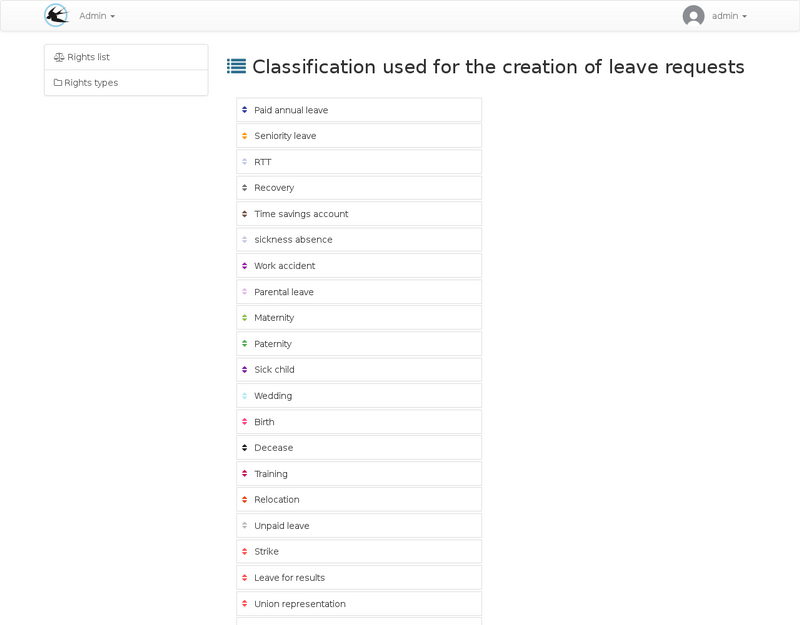 Admin
admin
Rights list
Rights types
Classification used for the creation of leave requests
Paid annual leave
Seniority leave
RTT
Recovery
Time savings account
sickness absence
Work accident
Parental leave
Maternity
Paternity
Sick child
Wedding
Birth
Decease
Training
Relocation
Unpaid leave
Strike
Leave for results
Union representation